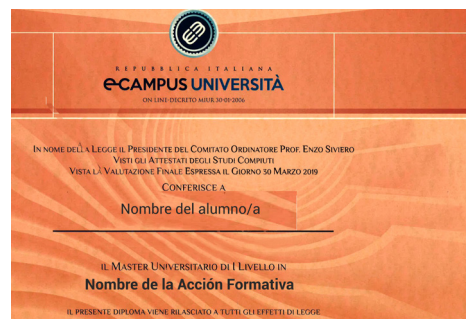 REPUBBLICA ITALIANA
e-CAMPUS UNIVERSITÀ
ON LINE-DECRETO MIUR 30-01-2006
IN NOME DELLA LEGGE IL PRESIDENTE DEL COMITATO ORDINATORE PROF. ENZO SIVIERO
VISTI GLI ATTESTATI DEGLI STUDI COMPIUTI
VISTA LA VALUTAZIONE FINALE ESPRESSA IL GIORNO 30 MARZO 2019
CONFERISCE A
Nombre del alumno/a
IL MASTER UNIVERSITARIO DI I LIVELLO IN
Nombre de la Acción Formativa
IL PRESENTE DIPLOMA VIENE RILASCIATO A TUTTI GLI EFFETTI DI LEGGE